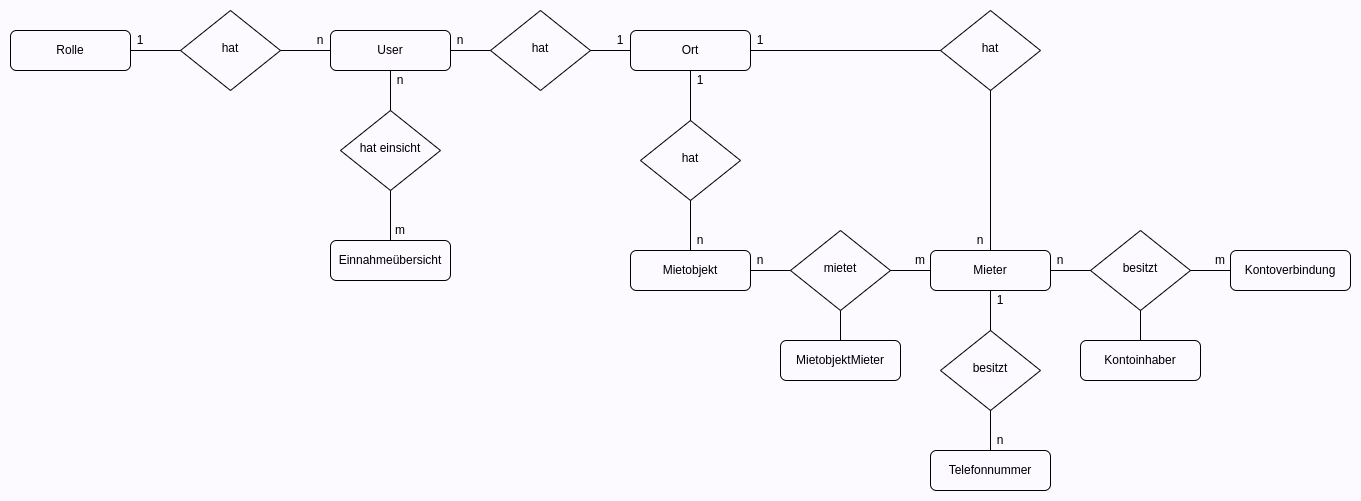 Rolle
1
hat
n
User
n
hat
1
Ort
1
hat
n
1
hat einsicht
hat
m
n
n
Einnahmeübersicht
Mietobjekt
n
mietet
m
Mieter
n
besitzt
m
Kontoverbindung
1
MietobjektMieter
besitzt
Kontoinhaber
n
Telefonnummer